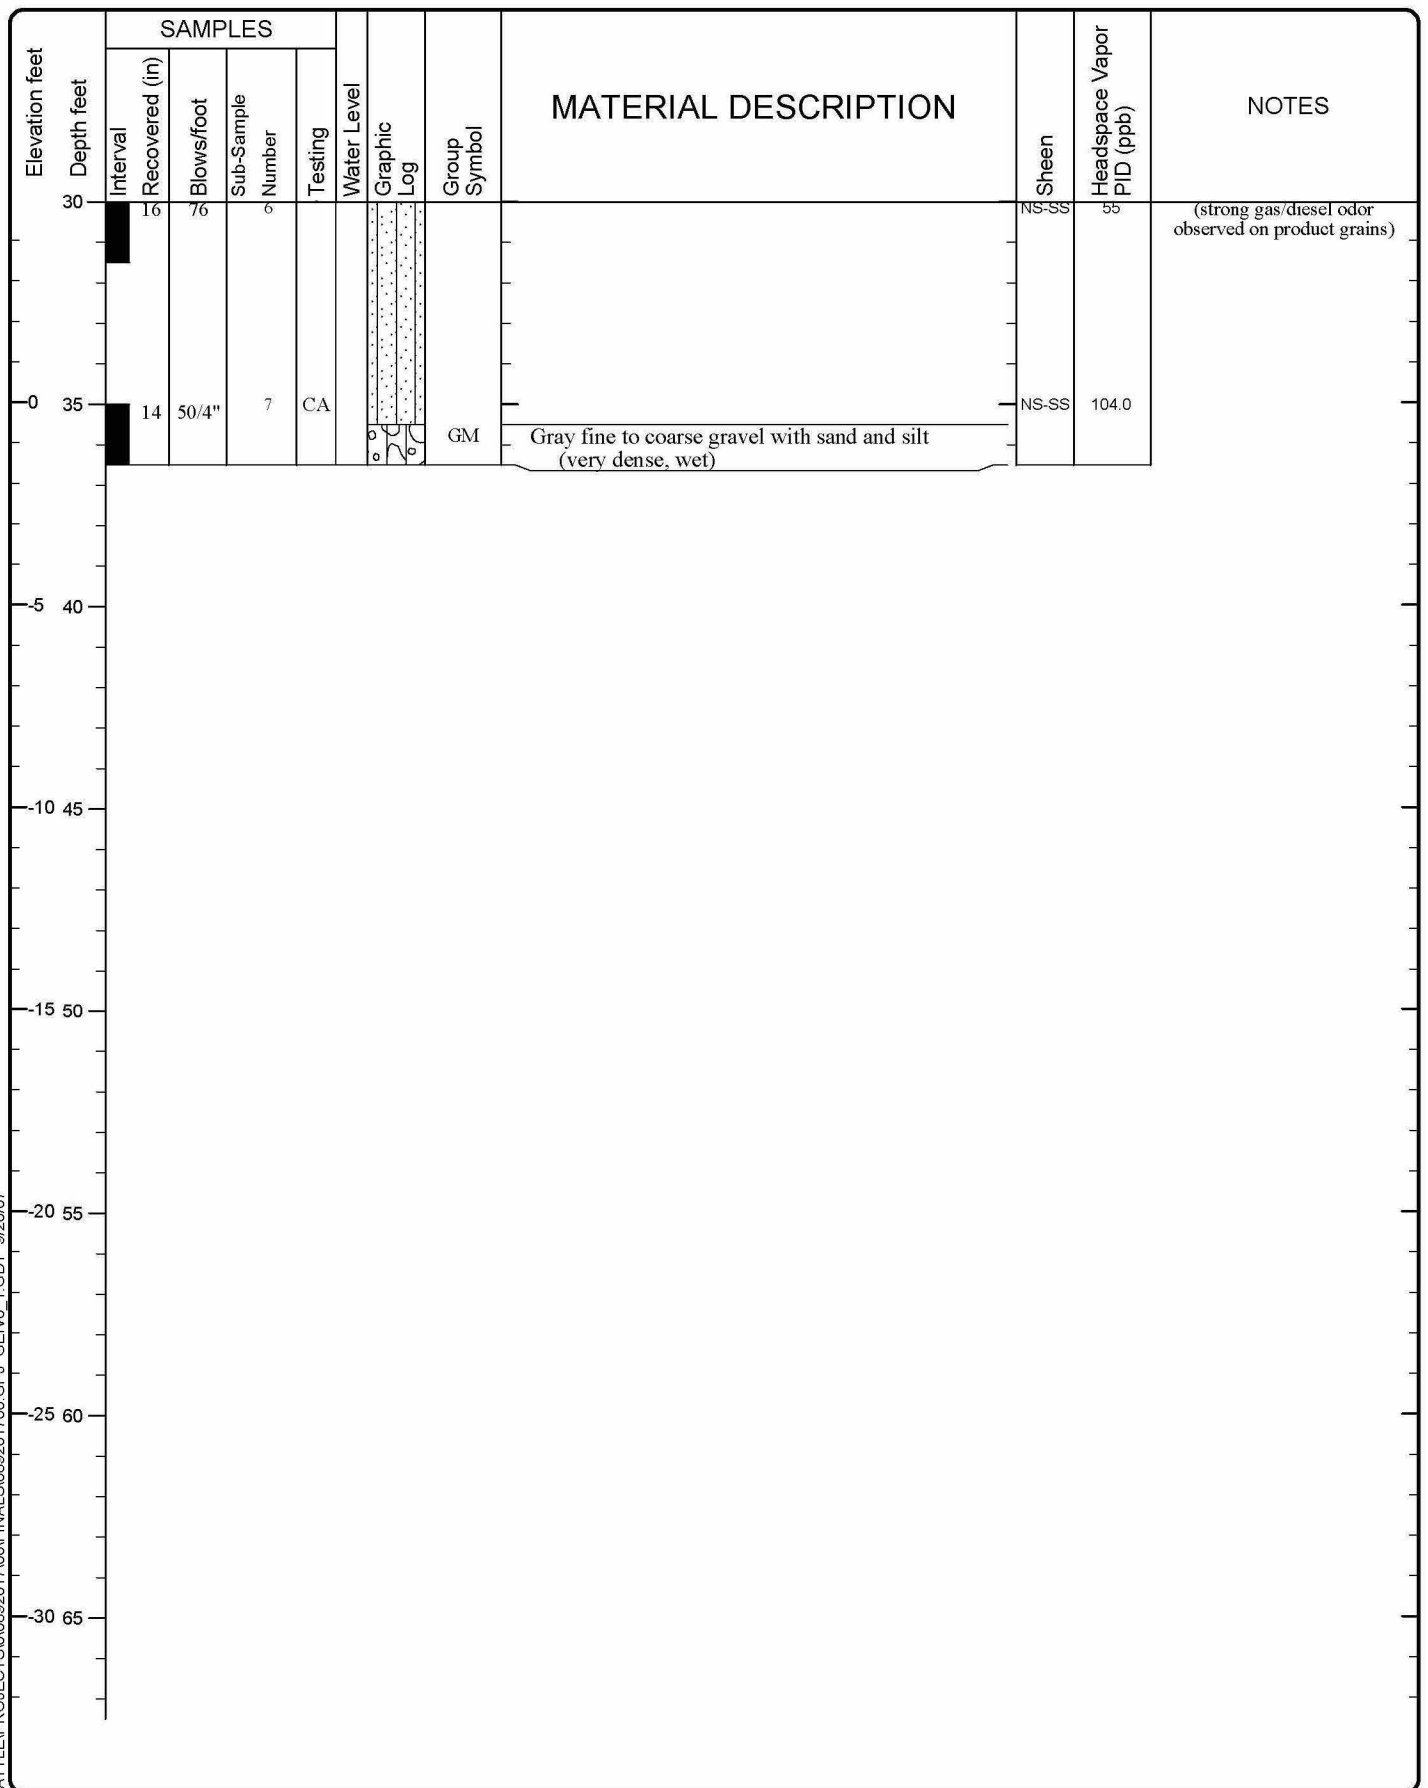 SAMPLES
Elevation feet
Depth feet
Interval
Recovered (in)
Blows/foot
Sub-Sample
Number
Testing
Water Level
Graphic
Log
Group
Symbol
MATERIAL DESCRIPTION
Sheen
Headspace Vapor
PID (ppb)
NOTES
30 16 76 6 NS-SS 55 (strong gas/diesel odor
observed on product grains)
0 35 14 50/4" 7 CA NS-SS 104.0
GM Gray fine to coarse gravel with sand and silt
(very dense, wet)
-5 40
-10 45
-15 50
-20 55
-25 60
-30 65